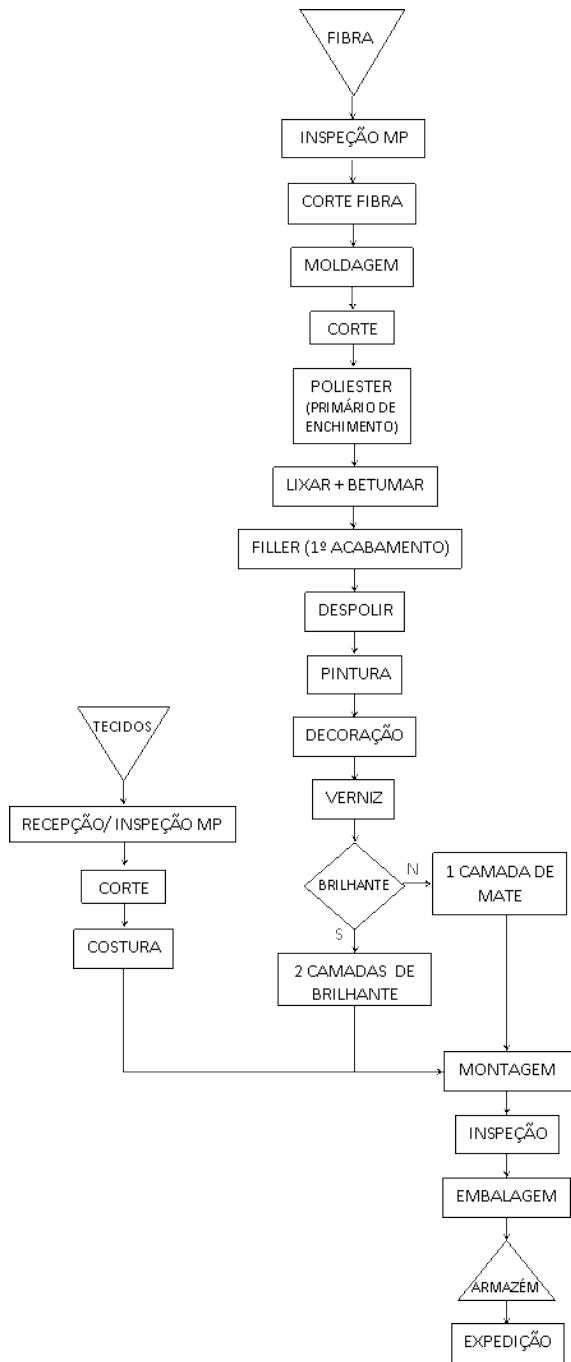 FIBRA
INSPEÇÃO MP
CORTE FIBRA
MOLDAGEM
CORTE
POLIESTER
(PRIMÁRIO DE
ENCHIMENTO)
LIXAR + BETUMAR
FILLER (1º ACABAMENTO)
DESPOLIR
PINTURA
DECORAÇÃO
VERNIZ
BRILHANTE
N
1 CAMADA DE
MATE
S
2 CAMADAS DE
BRILHANTE
TECIDOS
RECEPÇÃO/ INSPEÇÃO MP
CORTE
COSTURA
MONTAGEM
INSPEÇÃO
EMBALAGEM
ARMAZÉM
EXPEDIÇÃO